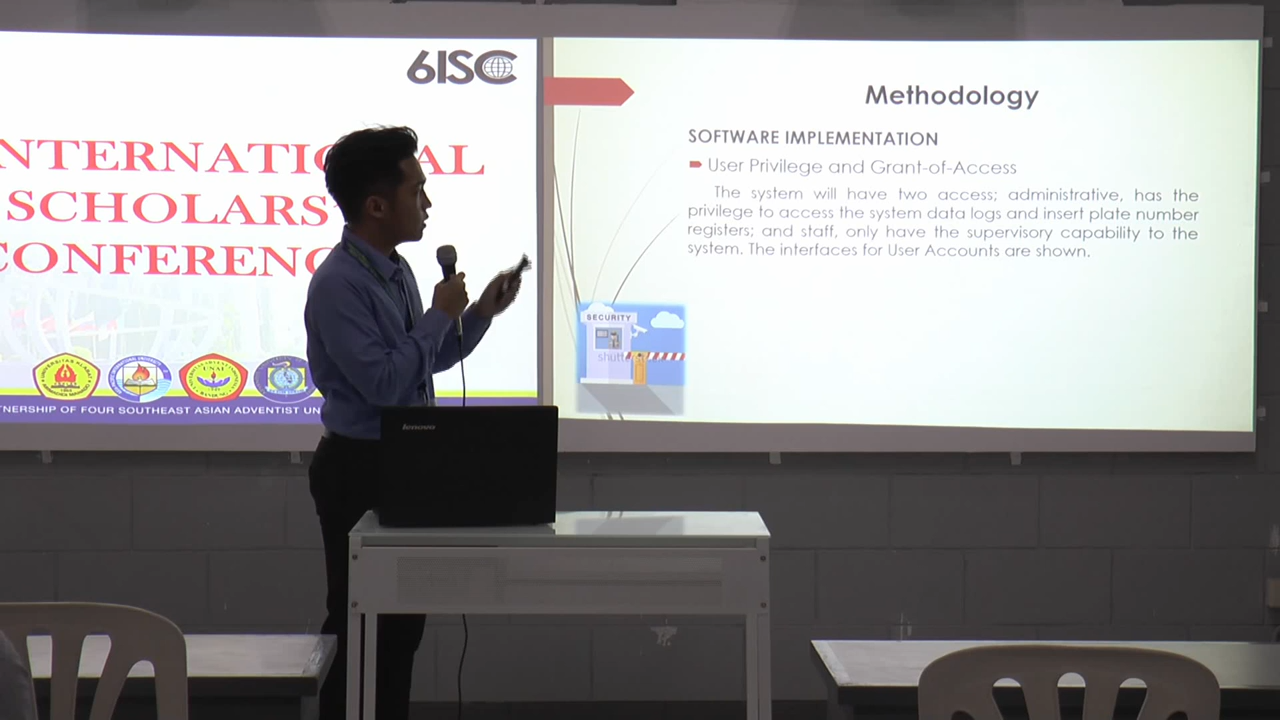 6ISC
INTERNATIONAL
SCHOLARS'
CONFERENC
TNERSHIP OF FOUR SOUTHEAST ASIAN ADVENTIST UN
Methodology
SOFTWARE IMPLEMENTATION
User Privilege and Grant-of-Access
The system will have two access; administrative, has the
privilege to access the system data logs and insert plate number
registers; and staff, only have the supervisory capability to the
system. The interfaces for User Accounts are shown.
SECURITY
shutt
lenovo